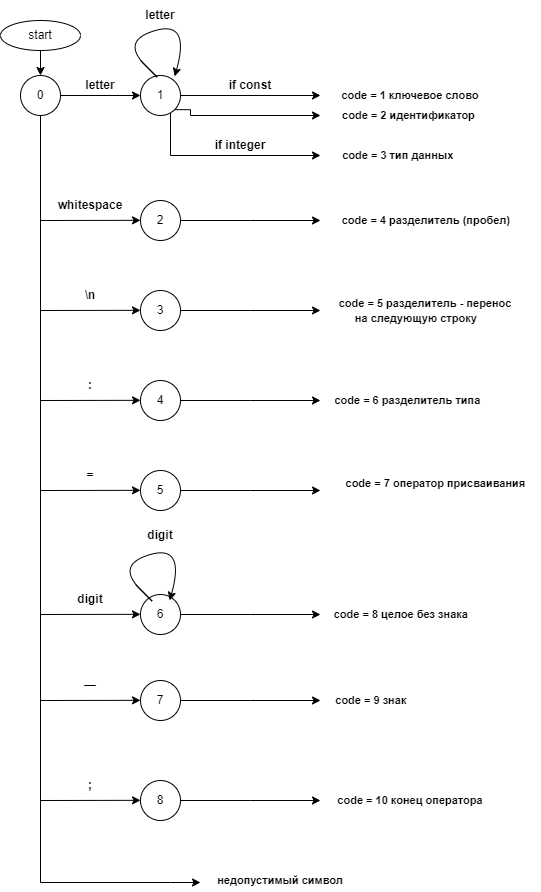 letter
start
0
letter
1
if const
code = 1 ключевое слово
code = 2 идентификатор
if integer
code = 3 тип данных
whitespace
2
code = 4 разделитель (пробел)
\n
3
code = 5 разделитель - перенос
на следующую строку
:
4
code = 6 разделитель типа
=
5
code = 7 оператор присваивания
digit
digit
6
code = 8 целое без знака
—
7
code = 9 знак
;
8
code = 10 конец оператора
недопустимый символ